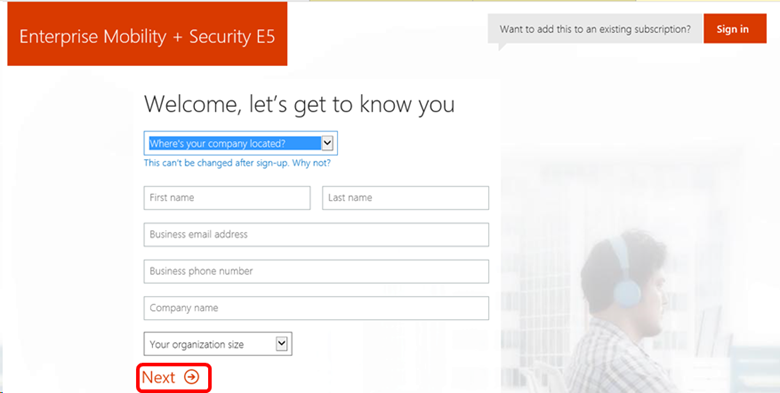 Enterprise Mobility + Security E5
Want to add this to an existing subscription?
Sign in
Welcome, let's get to know you
Where's your company located?
This can't be changed after sign-up. Why not?
First name
Last name
Business email address
Business phone number
Company name
Your organization size
Next